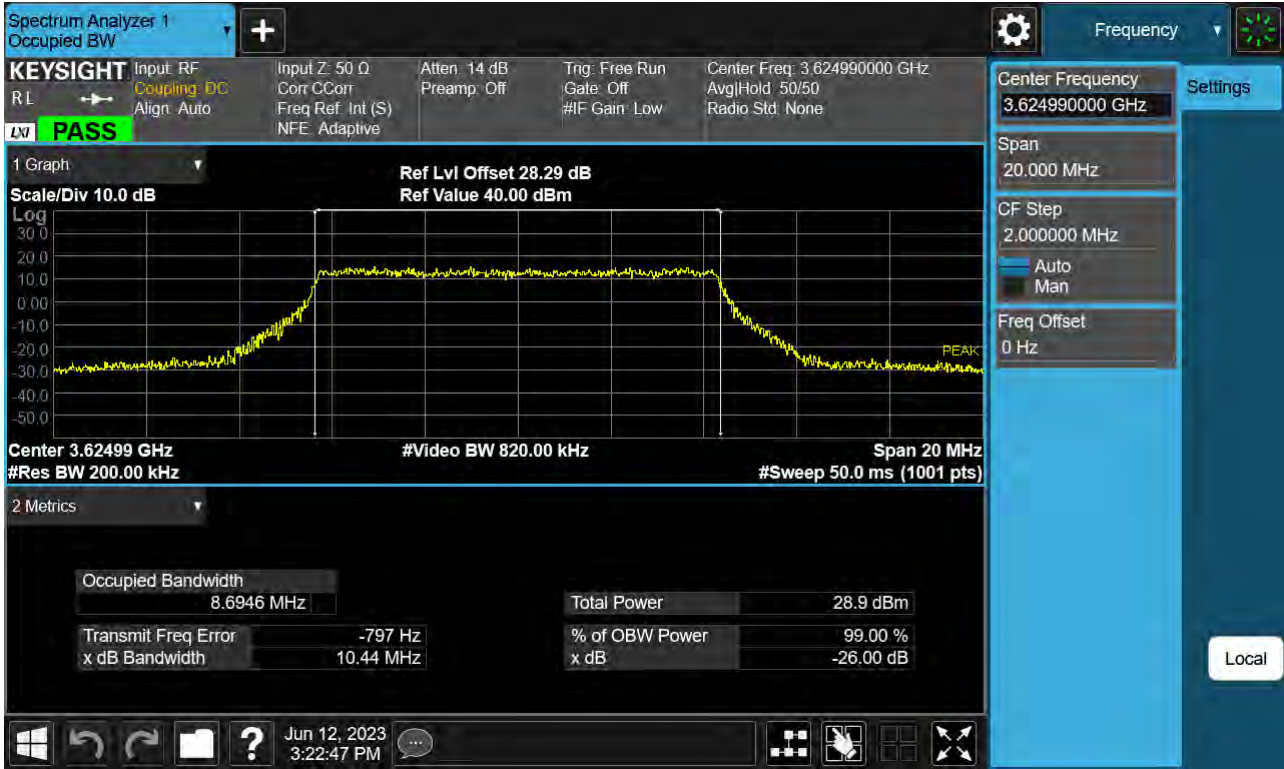 Spectrum Analyzer 1
Occupied BW
Frequency
KEYSIGHT
R L
LXI
PASS
Input: RF
Coupling: DC
Align: Auto
Input Z: 50 Ω
Corr CCorr
Freq Ref: Int (S)
NFE: Adaptive
Atten: 14 dB
Preamp: Off
Trig: Free Run
Gate: Off
#IF Gain: Low
Center Freq: 3.624990000 GHz
Avg|Hold: 50/50
Radio Std: None
Center Frequency
3.624990000 GHz
Settings
Span
20.000 MHz
CF Step
2.000000 MHz
Auto
Man
Freq Offset
0 Hz
1 Graph
Scale/Div 10.0 dB
Ref Lvl Offset 28.29 dB
Ref Value 40.00 dBm
Log
30.0
20.0
10.0
0.00
-10.0
-20.0
-30.0
-40.0
-50.0
PEAK
Center 3.62499 GHz
#Video BW 820.00 kHz
Span 20 MHz
#Res BW 200.00 kHz
#Sweep 50.0 ms (1001 pts)
2 Metrics
Occupied Bandwidth
8.6946 MHz
Total Power 28.9 dBm
Transmit Freq Error -797 Hz
% of OBW Power 99.00 %
x dB Bandwidth 10.44 MHz
x dB -26.00 dB
Local
?
Jun 12, 2023
3:22:47 PM